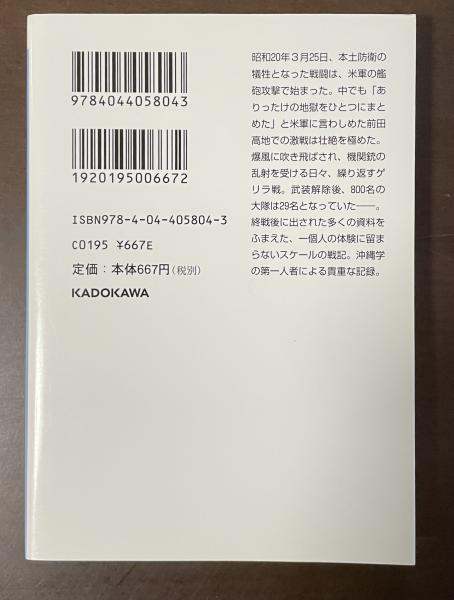 昭和20年3月25日、本土防衛の
犠牲となった戦闘は、米軍の艦
砲攻撃で始まった。中でも「あ
りったけの地獄をひとつにまと
めた」と米軍に言わしめた前田
高地での激戦は壮絶を極めた。
爆風に吹き飛ばされ、機関銃の
乱射を受ける日々、繰り返すゲ
リラ戦。武装解除後、800名の
大隊は29名となっていた――。
終戦後に出された多くの資料を
ふまえた、一個人の体験に留ま
らないスケールの戦記。沖縄学
の第一人者による貴重な記録。
9784044058043
1920195006672
ISBN978-4-04-405804-3
C0195 ¥667E
定価:本体667円(税別)
KADOKAWA